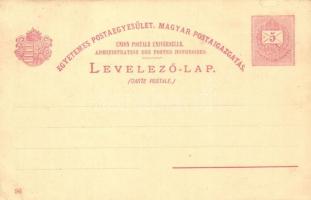 EGYETEMES POSTAEGYESÜLET. MAGYAR POSTAIGAZGATÁS.
UNION POSTALE UNIVERSELLE.
ADMINISTRATION DES POSTES HONGROISES.
LEVELEZŐ-LAP.
(CARTE POSTALE.)
5